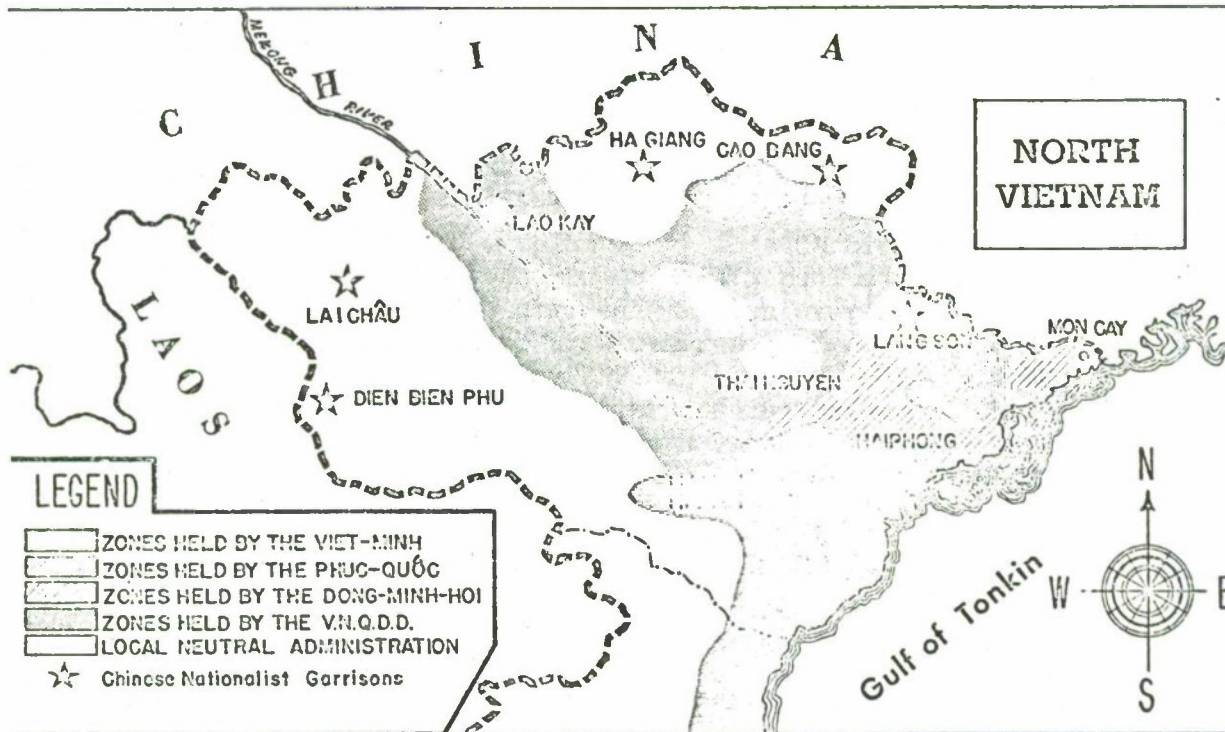 C H I N A
MEKONG
RIVER
NORTH
VIETNAM
HA GIANG
CAO BANG
LAO KAY
LAI CHÂU
LAOS
LANG SON
MON CAY
THAI NGUYEN
DIEN BIEN PHU
HAIPHONG
LEGEND
ZONES HELD BY THE VIET-MINH
ZONES HELD BY THE PHUC-QUỐC
ZONES HELD BY THE DONG-MINH-HOI
ZONES HELD BY THE V.N.Q.D.D.
LOCAL NEUTRAL ADMINISTRATION
Chinese Nationalist Garrisons
Gulf of Tonkin
N
W E
S